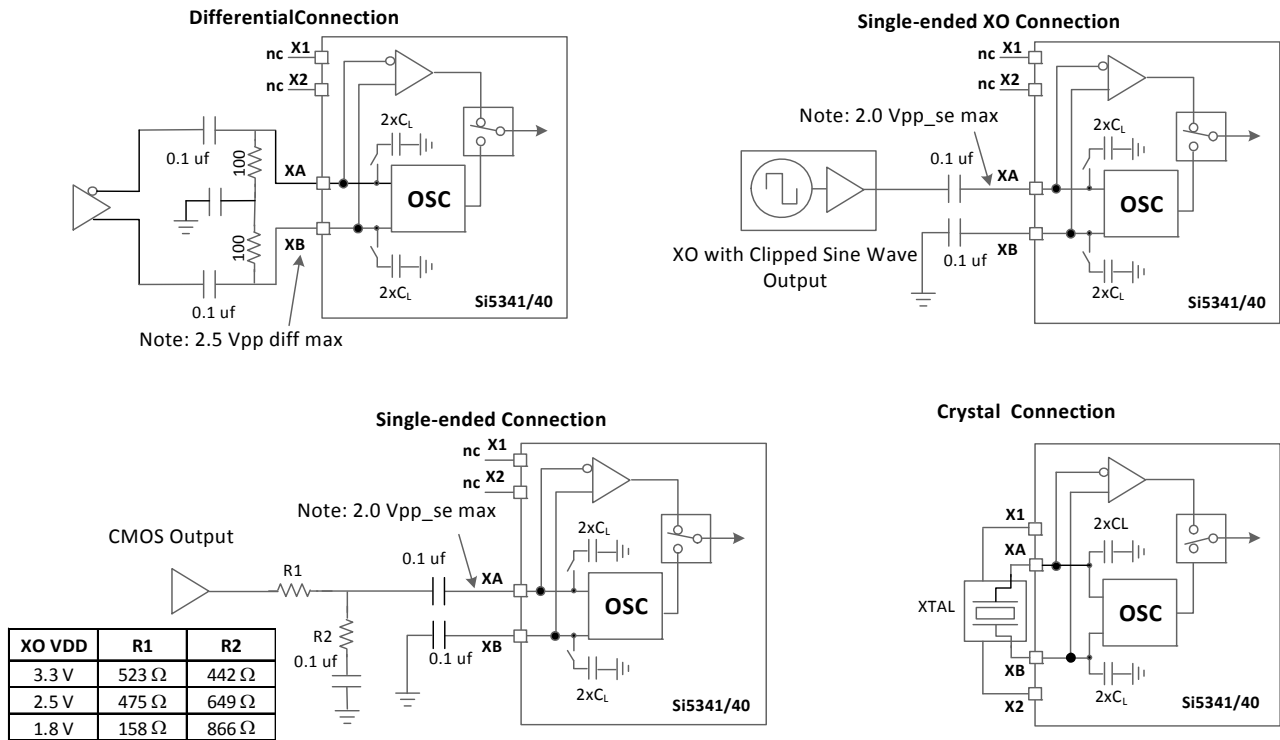 DifferentialConnection
nc X1
nc X2
2xCL
0.1 uf
100
XA
OSC
100
XB
2xCL
0.1 uf
Si5341/40
Note: 2.5 Vpp diff max
Single-ended XO Connection
nc X1
nc X2
Note: 2.0 Vpp_se max
2xCL
0.1 uf
XA
OSC
XB
0.1 uf
XO with Clipped Sine Wave
Output
2xCL
Si5341/40
Single-ended Connection
nc X1
nc X2
Note: 2.0 Vpp_se max
CMOS Output
2xCL
0.1 uf
R1
XA
OSC
R2
XB
0.1 uf
0.1 uf
2xCL
Si5341/40
XO VDD R1 R2
3.3 V 523 Ω 442 Ω
2.5 V 475 Ω 649 Ω
1.8 V 158 Ω 866 Ω
Crystal Connection
X1
2xCL
XA
XTAL
OSC
XB
2xCL
X2
Si5341/40